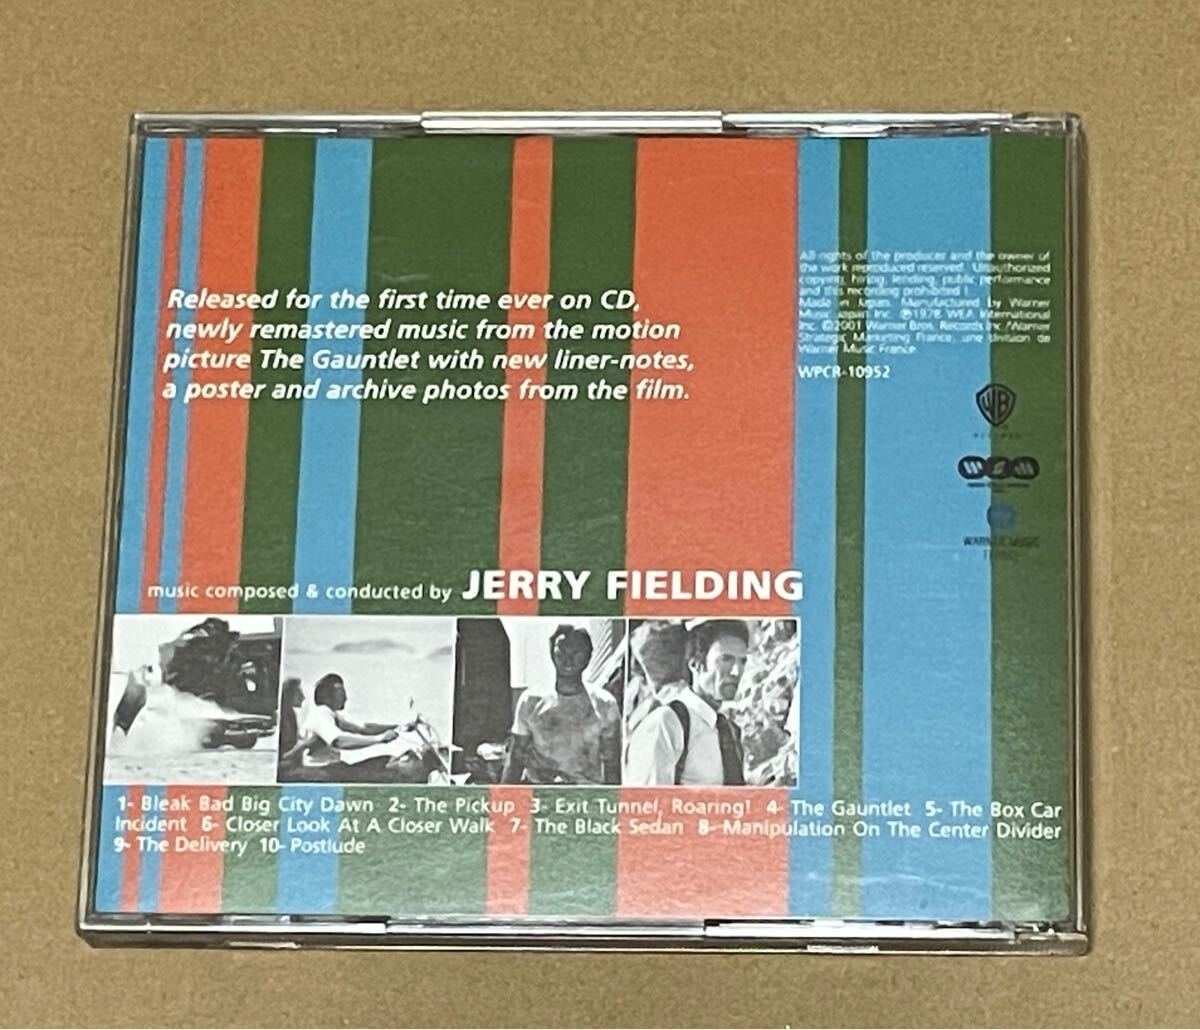 Released for the first time ever on CD,
newly remastered music from the motion
picture The Gauntlet with new liner-notes,
a poster and archive photos from the film.
All rights of the producer and the owner of
the work reproduced reserved. Unauthorized
copying, hiring, lending, public performance
and this recording prohibited !
Made in Japan. Manufactured by Warner
Music Japan Inc. ℗1978 WEA International
Inc. ©2001 Warner Bros. Records Inc./Warner
Strategic Marketing France, une division de
Warner Music France
WPCR-10952
WB
WARNER MUSIC
music composed & conducted by JERRY FIELDING
1- Bleak Bad Big City Dawn 2- The Pickup 3- Exit Tunnel, Roaring! 4- The Gauntlet 5- The Box Car
Incident 6- Closer Look At A Closer Walk 7- The Black Sedan 8- Manipulation On The Center Divider
9- The Delivery 10- Postlude